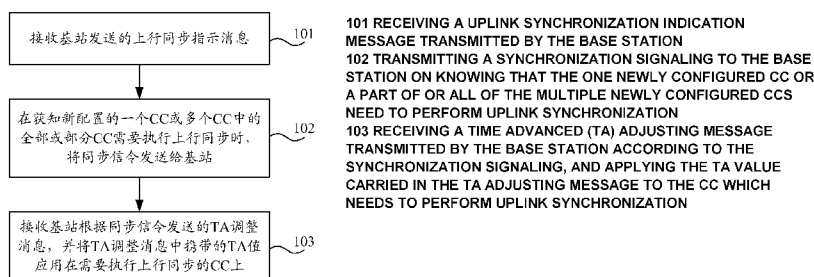 接收基站发送的上行同步指示消息
101
在获知新配置的一个CC或多个CC中的
全部或部分CC需要执行上行同步时，
将同步信令发送给基站
102
接收基站根据同步信令发送的TA调整
消息，并将TA调整消息中携带的TA值
应用在需要执行上行同步的CC上
103
101 RECEIVING A UPLINK SYNCHRONIZATION INDICATION
MESSAGE TRANSMITTED BY THE BASE STATION
102 TRANSMITTING A SYNCHRONIZATION SIGNALING TO THE BASE
STATION ON KNOWING THAT THE ONE NEWLY CONFIGURED CC OR
A PART OF OR ALL OF THE MULTIPLE NEWLY CONFIGURED CCS
NEED TO PERFORM UPLINK SYNCHRONIZATION
103 RECEIVING A TIME ADVANCED (TA) ADJUSTING MESSAGE
TRANSMITTED BY THE BASE STATION ACCORDING TO THE
SYNCHRONIZATION SIGNALING, AND APPLYING THE TA VALUE
CARRIED IN THE TA ADJUSTING MESSAGE TO THE CC WHICH
NEEDS TO PERFORM UPLINK SYNCHRONIZATION